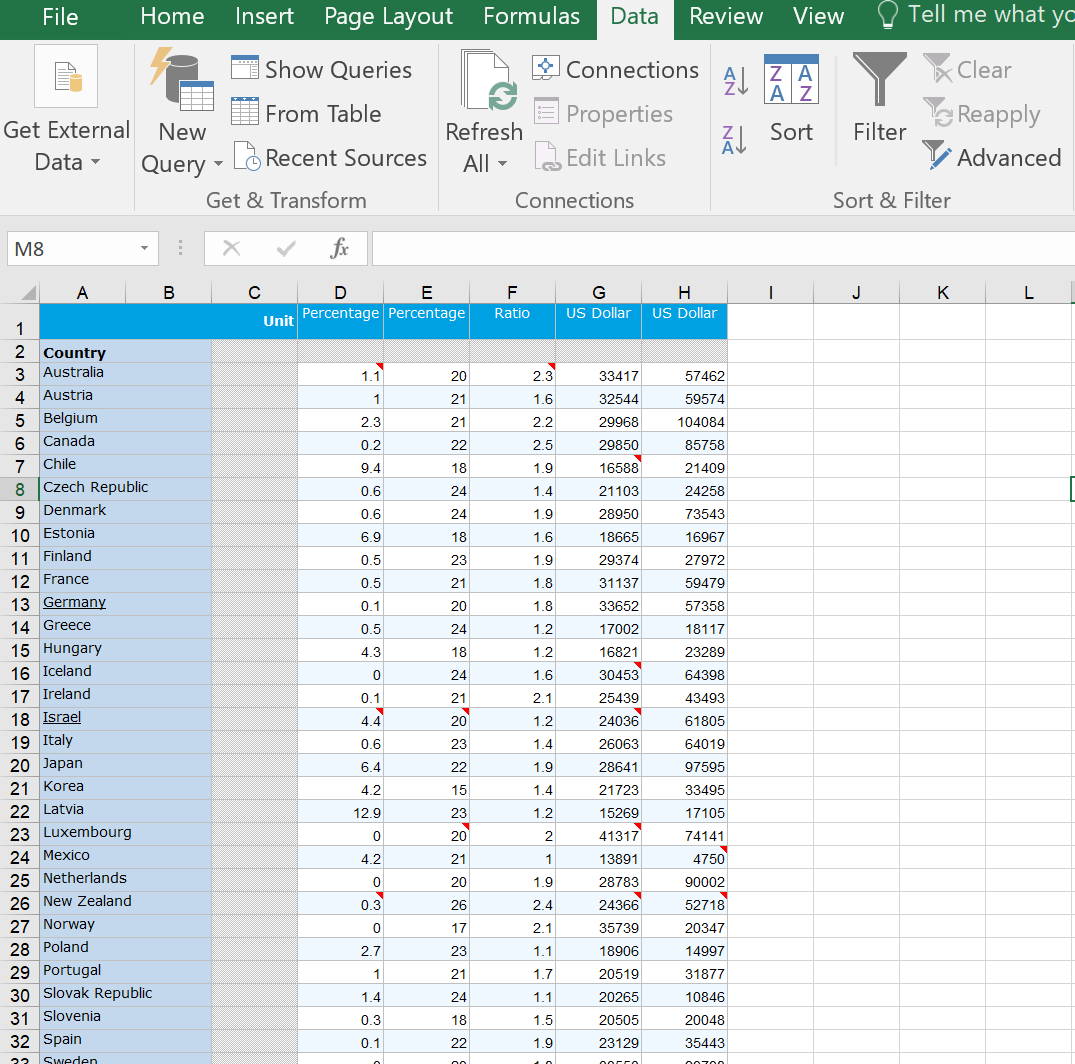 File Home Insert Page Layout Formulas Data Review View Tell me what yo
Get External Data
New Query
Show Queries
From Table
Recent Sources
Get & Transform
Refresh All
Connections
Properties
Edit Links
Connections
Sort
Filter
Clear
Reapply
Advanced
Sort & Filter
M8 fx
A B C D E F G H I J K L
1 Unit Percentage Percentage Ratio US Dollar US Dollar
2 Country
3 Australia 1.1 20 2.3 33417 57462
4 Austria 1 21 1.6 32544 59574
5 Belgium 2.3 21 2.2 29968 104084
6 Canada 0.2 22 2.5 29850 85758
7 Chile 9.4 18 1.9 16588 21409
8 Czech Republic 0.6 24 1.4 21103 24258
9 Denmark 0.6 24 1.9 28950 73543
10 Estonia 6.9 18 1.6 18665 16967
11 Finland 0.5 23 1.9 29374 27972
12 France 0.5 21 1.8 31137 59479
13 Germany 0.1 20 1.8 33652 57358
14 Greece 0.5 24 1.2 17002 18117
15 Hungary 4.3 18 1.2 16821 23289
16 Iceland 0 24 1.6 30453 64398
17 Ireland 0.1 21 2.1 25439 43493
18 Israel 4.4 20 1.2 24036 61805
19 Italy 0.6 23 1.4 26063 64019
20 Japan 6.4 22 1.9 28641 97595
21 Korea 4.2 15 1.4 21723 33495
22 Latvia 12.9 23 1.2 15269 17105
23 Luxembourg 0 20 2 41317 74141
24 Mexico 4.2 21 1 13891 4750
25 Netherlands 0 20 1.9 28783 90002
26 New Zealand 0.3 26 2.4 24366 52718
27 Norway 0 17 2.1 35739 20347
28 Poland 2.7 23 1.1 18906 14997
29 Portugal 1 21 1.7 20519 31877
30 Slovak Republic 1.4 24 1.1 20265 10846
31 Slovenia 0.3 18 1.5 20505 20048
32 Spain 0.1 22 1.9 23129 35443
33 Sweden